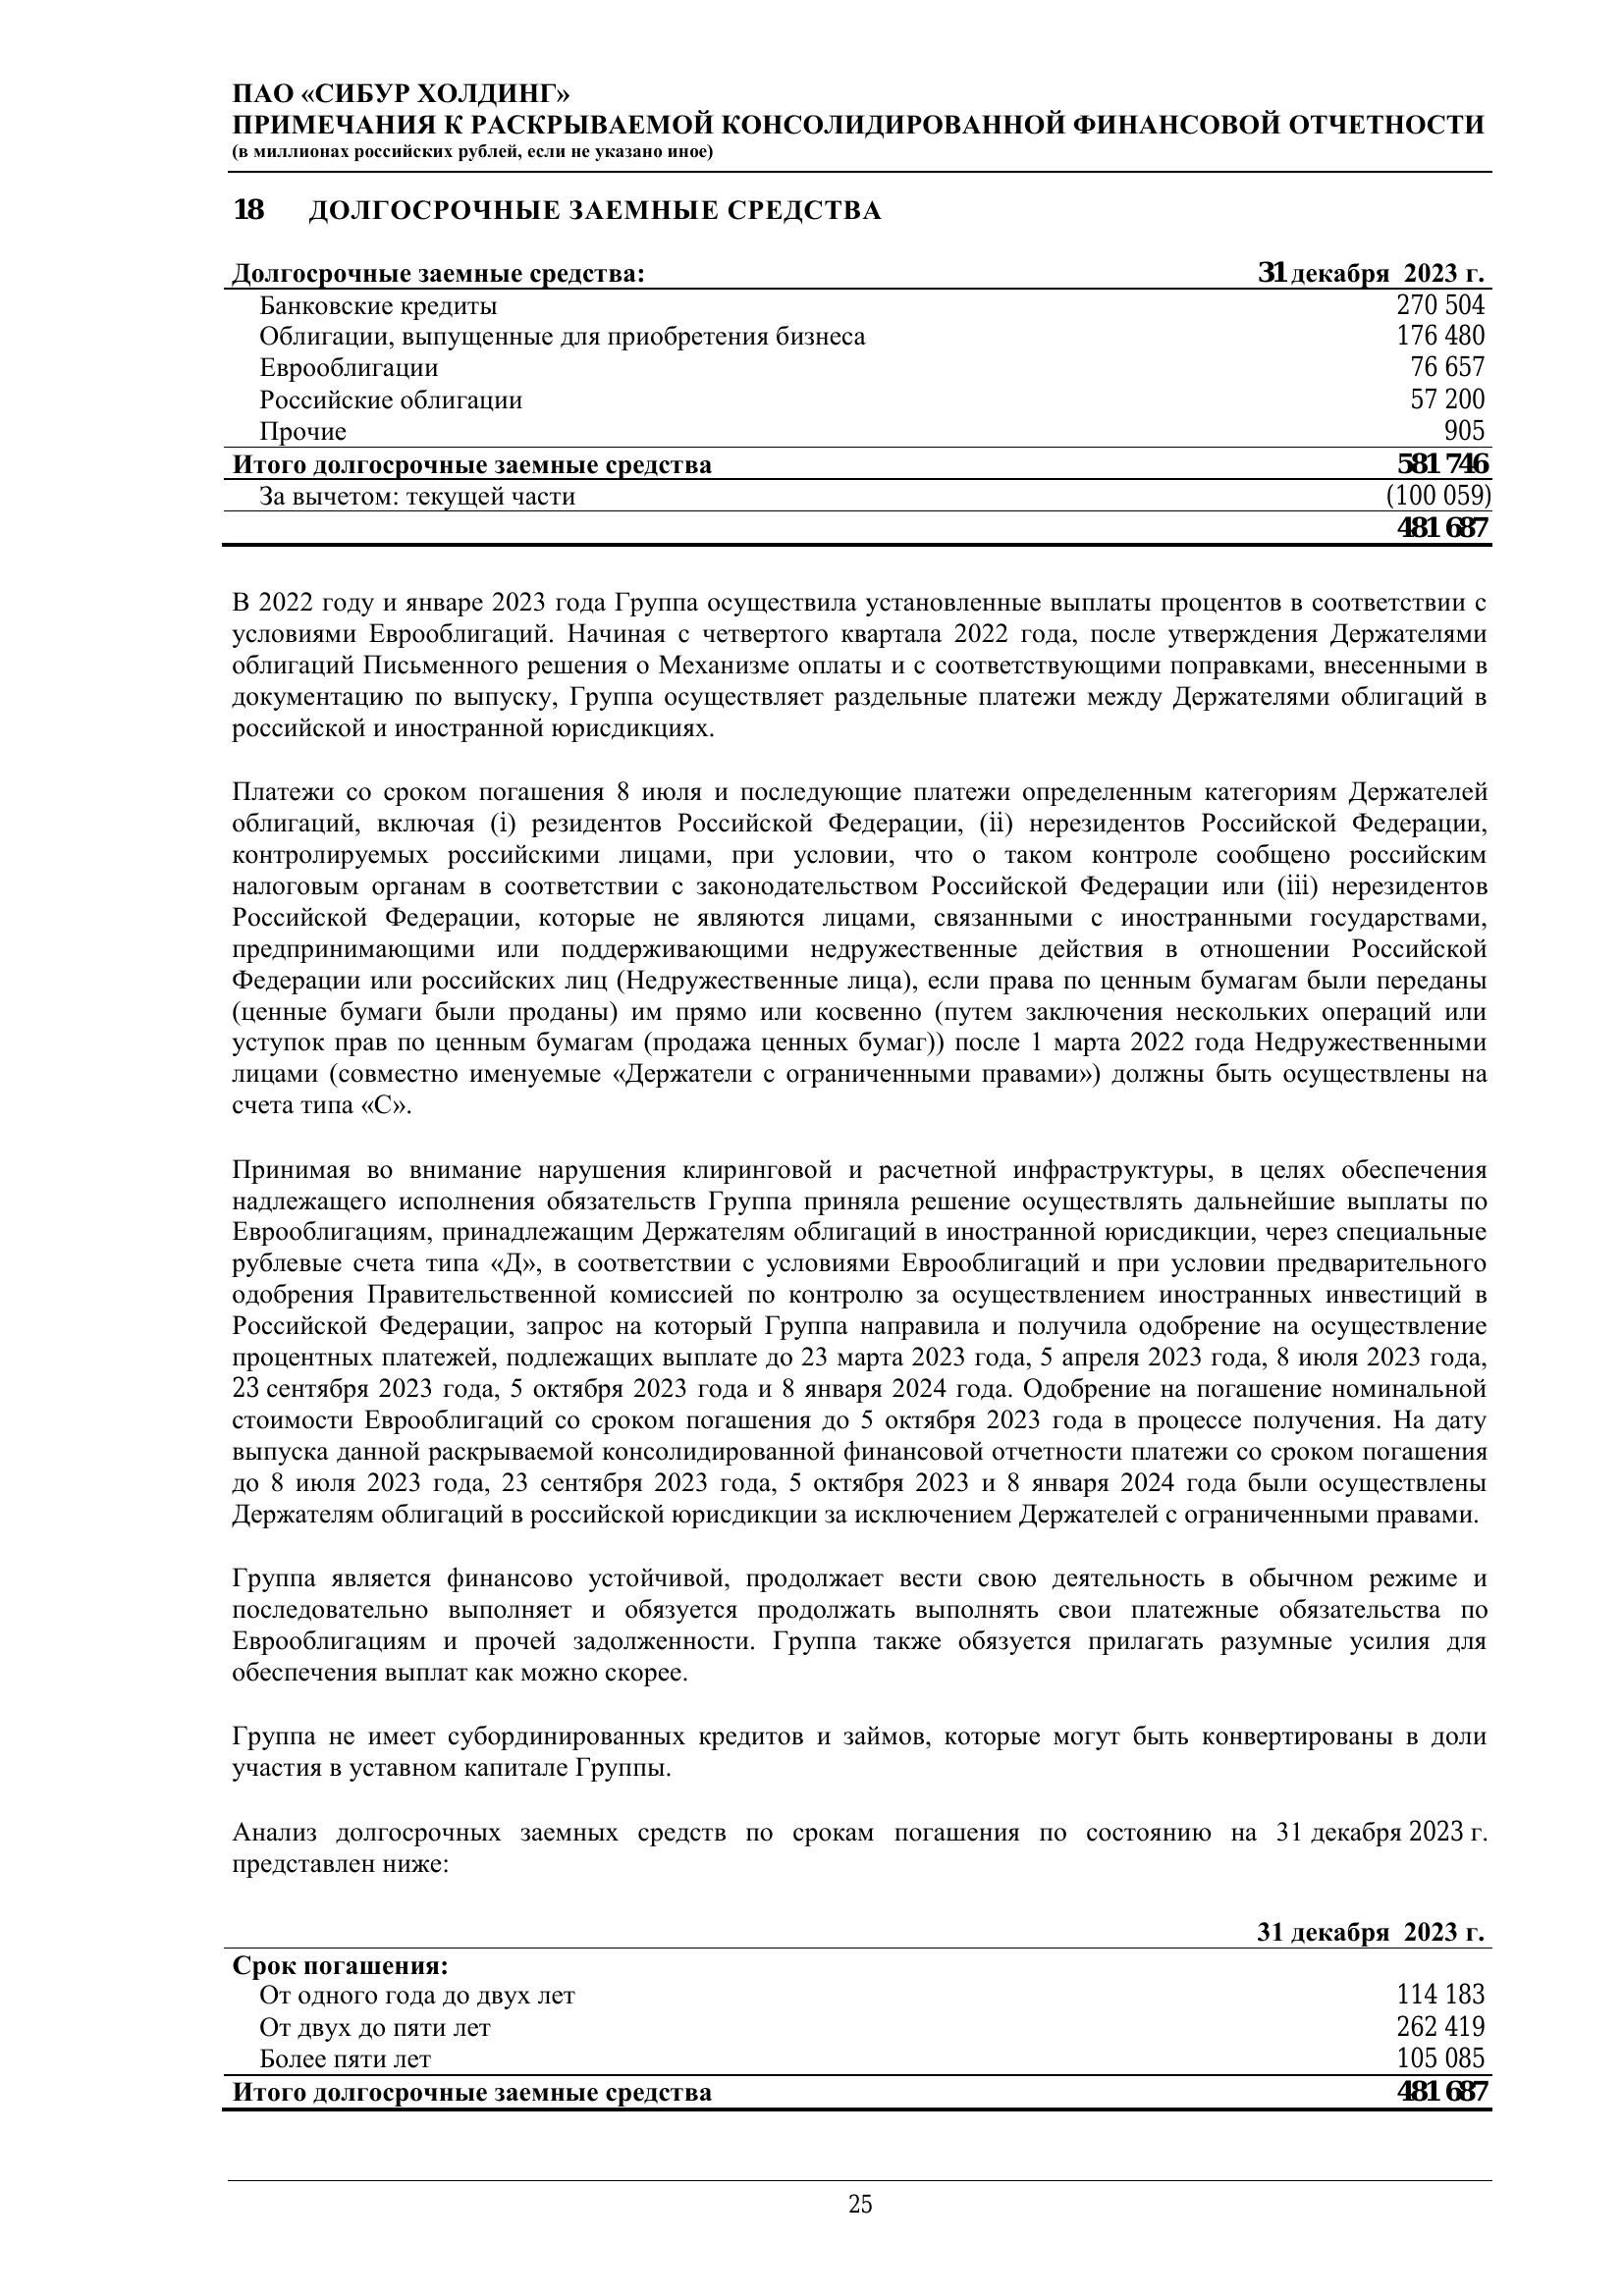 ПАО «СИБУР ХОЛДИНГ»
ПРИМЕЧАНИЯ К РАСКРЫВАЕМОЙ КОНСОЛИДИРОВАННОЙ ФИНАНСОВОЙ ОТЧЕТНОСТИ
(в миллионах российских рублей, если не указано иное)
18 ДОЛГОСРОЧНЫЕ ЗАЕМНЫЕ СРЕДСТВА
Долгосрочные заемные средства: 31 декабря 2023 г.
Банковские кредиты 270 504
Облигации, выпущенные для приобретения бизнеса 176 480
Еврооблигации 76 657
Российские облигации 57 200
Прочие 905
Итого долгосрочные заемные средства 581 746
За вычетом: текущей части (100 059)
481 687
В 2022 году и январе 2023 года Группа осуществила установленные выплаты процентов в соответствии с
условиями Еврооблигаций. Начиная с четвертого квартала 2022 года, после утверждения Держателями
облигаций Письменного решения о Механизме оплаты и с соответствующими поправками, внесенными в
документацию по выпуску, Группа осуществляет раздельные платежи между Держателями облигаций в
российской и иностранной юрисдикциях.
Платежи со сроком погашения 8 июля и последующие платежи определенным категориям Держателей
облигаций, включая (i) резидентов Российской Федерации, (ii) нерезидентов Российской Федерации,
контролируемых российскими лицами, при условии, что о таком контроле сообщено российским
налоговым органам в соответствии с законодательством Российской Федерации или (iii) нерезидентов
Российской Федерации, которые не являются лицами, связанными с иностранными государствами,
предпринимающими или поддерживающими недружественные действия в отношении Российской
Федерации или российских лиц (Недружественные лица), если права по ценным бумагам были переданы
(ценные бумаги были проданы) им прямо или косвенно (путем заключения нескольких операций или
уступок прав по ценным бумагам (продажа ценных бумаг)) после 1 марта 2022 года Недружественными
лицами (совместно именуемые «Держатели с ограниченными правами») должны быть осуществлены на
счета типа «С».
Принимая во внимание нарушения клиринговой и расчетной инфраструктуры, в целях обеспечения
надлежащего исполнения обязательств Группа приняла решение осуществлять дальнейшие выплаты по
Еврооблигациям, принадлежащим Держателям облигаций в иностранной юрисдикции, через специальные
рублевые счета типа «Д», в соответствии с условиями Еврооблигаций и при условии предварительного
одобрения Правительственной комиссией по контролю за осуществлением иностранных инвестиций в
Российской Федерации, запрос на который Группа направила и получила одобрение на осуществление
процентных платежей, подлежащих выплате до 23 марта 2023 года, 5 апреля 2023 года, 8 июля 2023 года,
23 сентября 2023 года, 5 октября 2023 года и 8 января 2024 года. Одобрение на погашение номинальной
стоимости Еврооблигаций со сроком погашения до 5 октября 2023 года в процессе получения. На дату
выпуска данной раскрываемой консолидированной финансовой отчетности платежи со сроком погашения
до 8 июля 2023 года, 23 сентября 2023 года, 5 октября 2023 и 8 января 2024 года были осуществлены
Держателям облигаций в российской юрисдикции за исключением Держателей с ограниченными правами.
Группа является финансово устойчивой, продолжает вести свою деятельность в обычном режиме и
последовательно выполняет и обязуется продолжать выполнять свои платежные обязательства по
Еврооблигациям и прочей задолженности. Группа также обязуется прилагать разумные усилия для
обеспечения выплат как можно скорее.
Группа не имеет субординированных кредитов и займов, которые могут быть конвертированы в доли
участия в уставном капитале Группы.
Анализ долгосрочных заемных средств по срокам погашения по состоянию на 31 декабря 2023 г.
представлен ниже:
31 декабря 2023 г.
Срок погашения:
От одного года до двух лет 114 183
От двух до пяти лет 262 419
Более пяти лет 105 085
Итого долгосрочные заемные средства 481 687
25